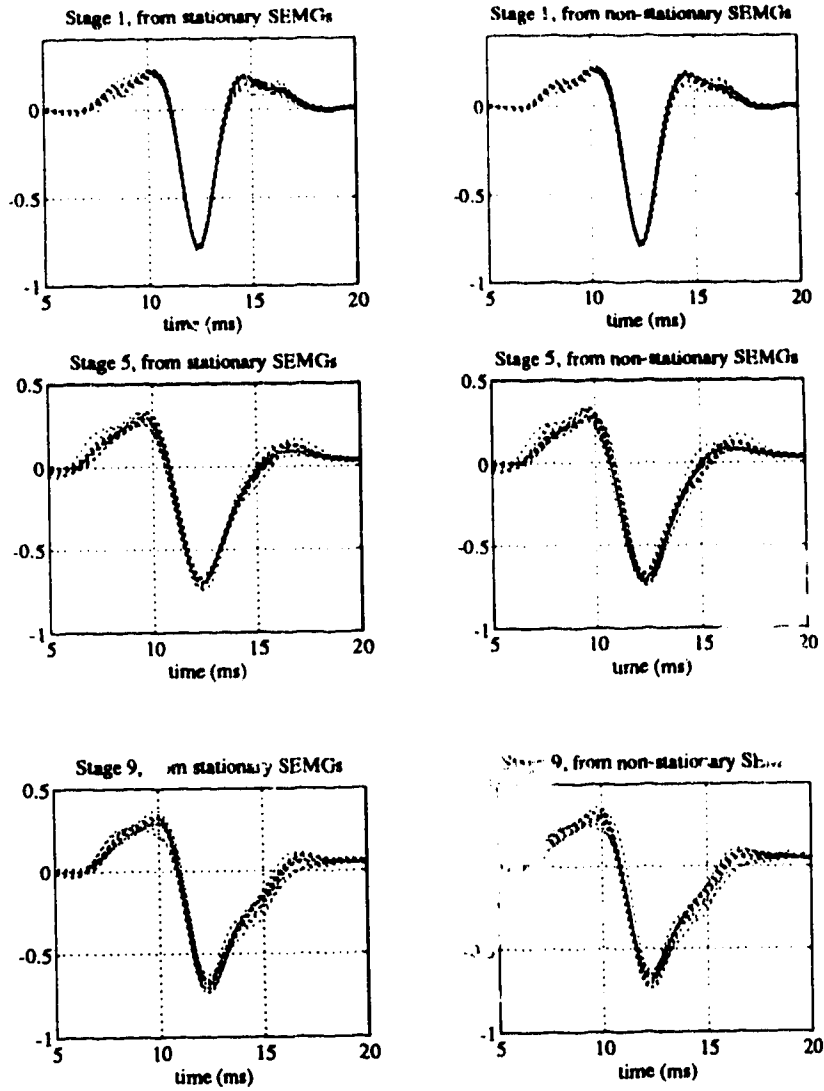 Stage 1, from stationary SEMGs
0
-0.5
-1
5 10 15 20
time (ms)
Stage 1, from non-stationary SEMGs
0
-0.5
-1
5 10 15 20
time (ms)
Stage 5, from stationary SEMGs
0.5
0
-0.5
-1
5 10 15 20
time (ms)
Stage 5, from non-stationary SEMGs
0.5
0
-0.5
-1
5 10 15 20
time (ms)
Stage 9, stationary SEMGs
0.5
0
-0.5
-1
5 10 15 20
time (ms)
9, from non-stationary
-1
5 10 15 20
time (ms)